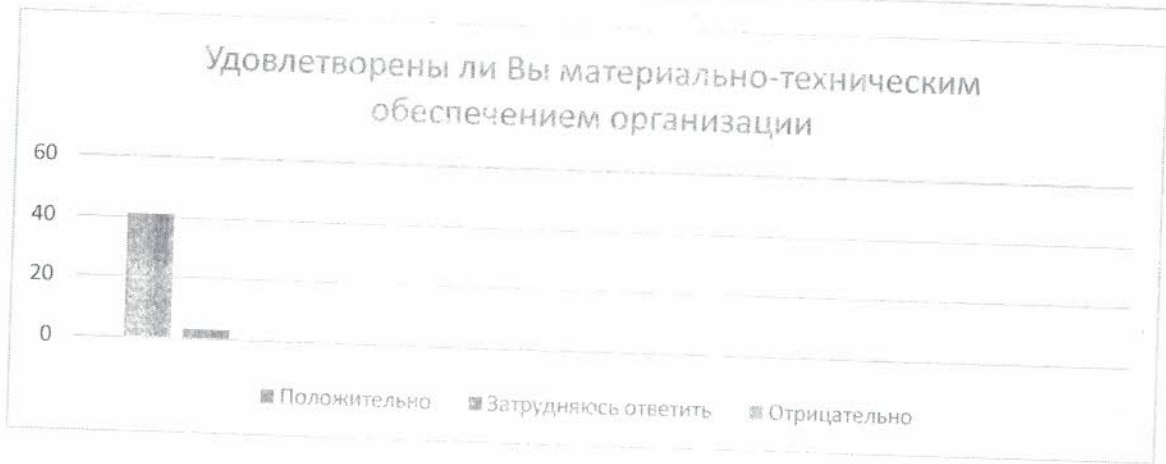 Удовлетворены ли Вы материально-техническим
обеспечением организации
60
40
20
0
Положительно Затрудняюсь ответить Отрицательно